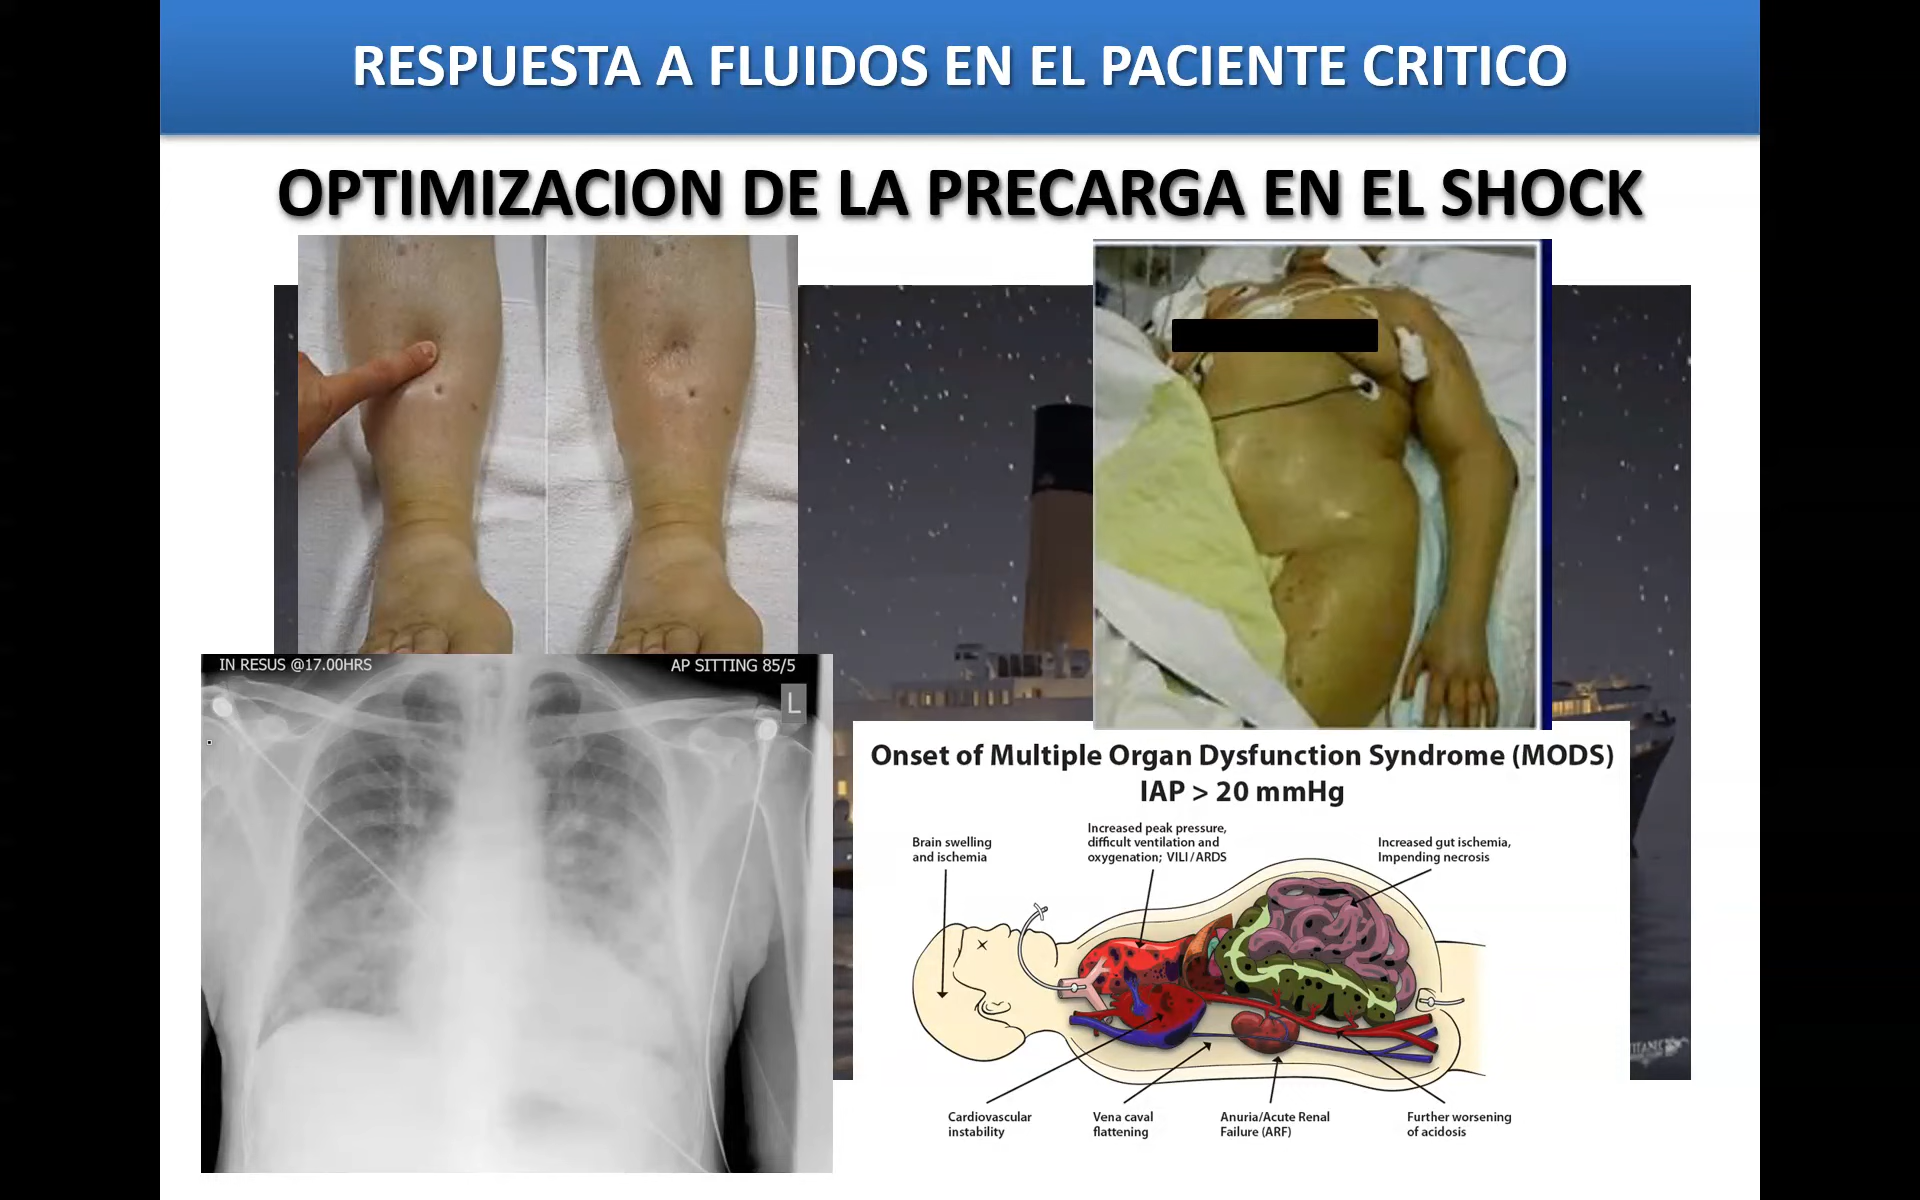 RESPUESTA A FLUIDOS EN EL PACIENTE CRITICO
OPTIMIZACION DE LA PRECARGA EN EL SHOCK
IN RESUS @17.00HRS
AP SITTING 85/5
L
Onset of Multiple Organ Dysfunction Syndrome (MODS)
IAP > 20 mmHg
Brain swelling
and ischemia
Increased peak pressure,
difficult ventilation and
oxygenation; VILI/ARDS
Increased gut ischemia,
Impending necrosis
Cardiovascular
instability
Vena caval
flattening
Anuria/Acute Renal
Failure (ARF)
Further worsening
of acidosis